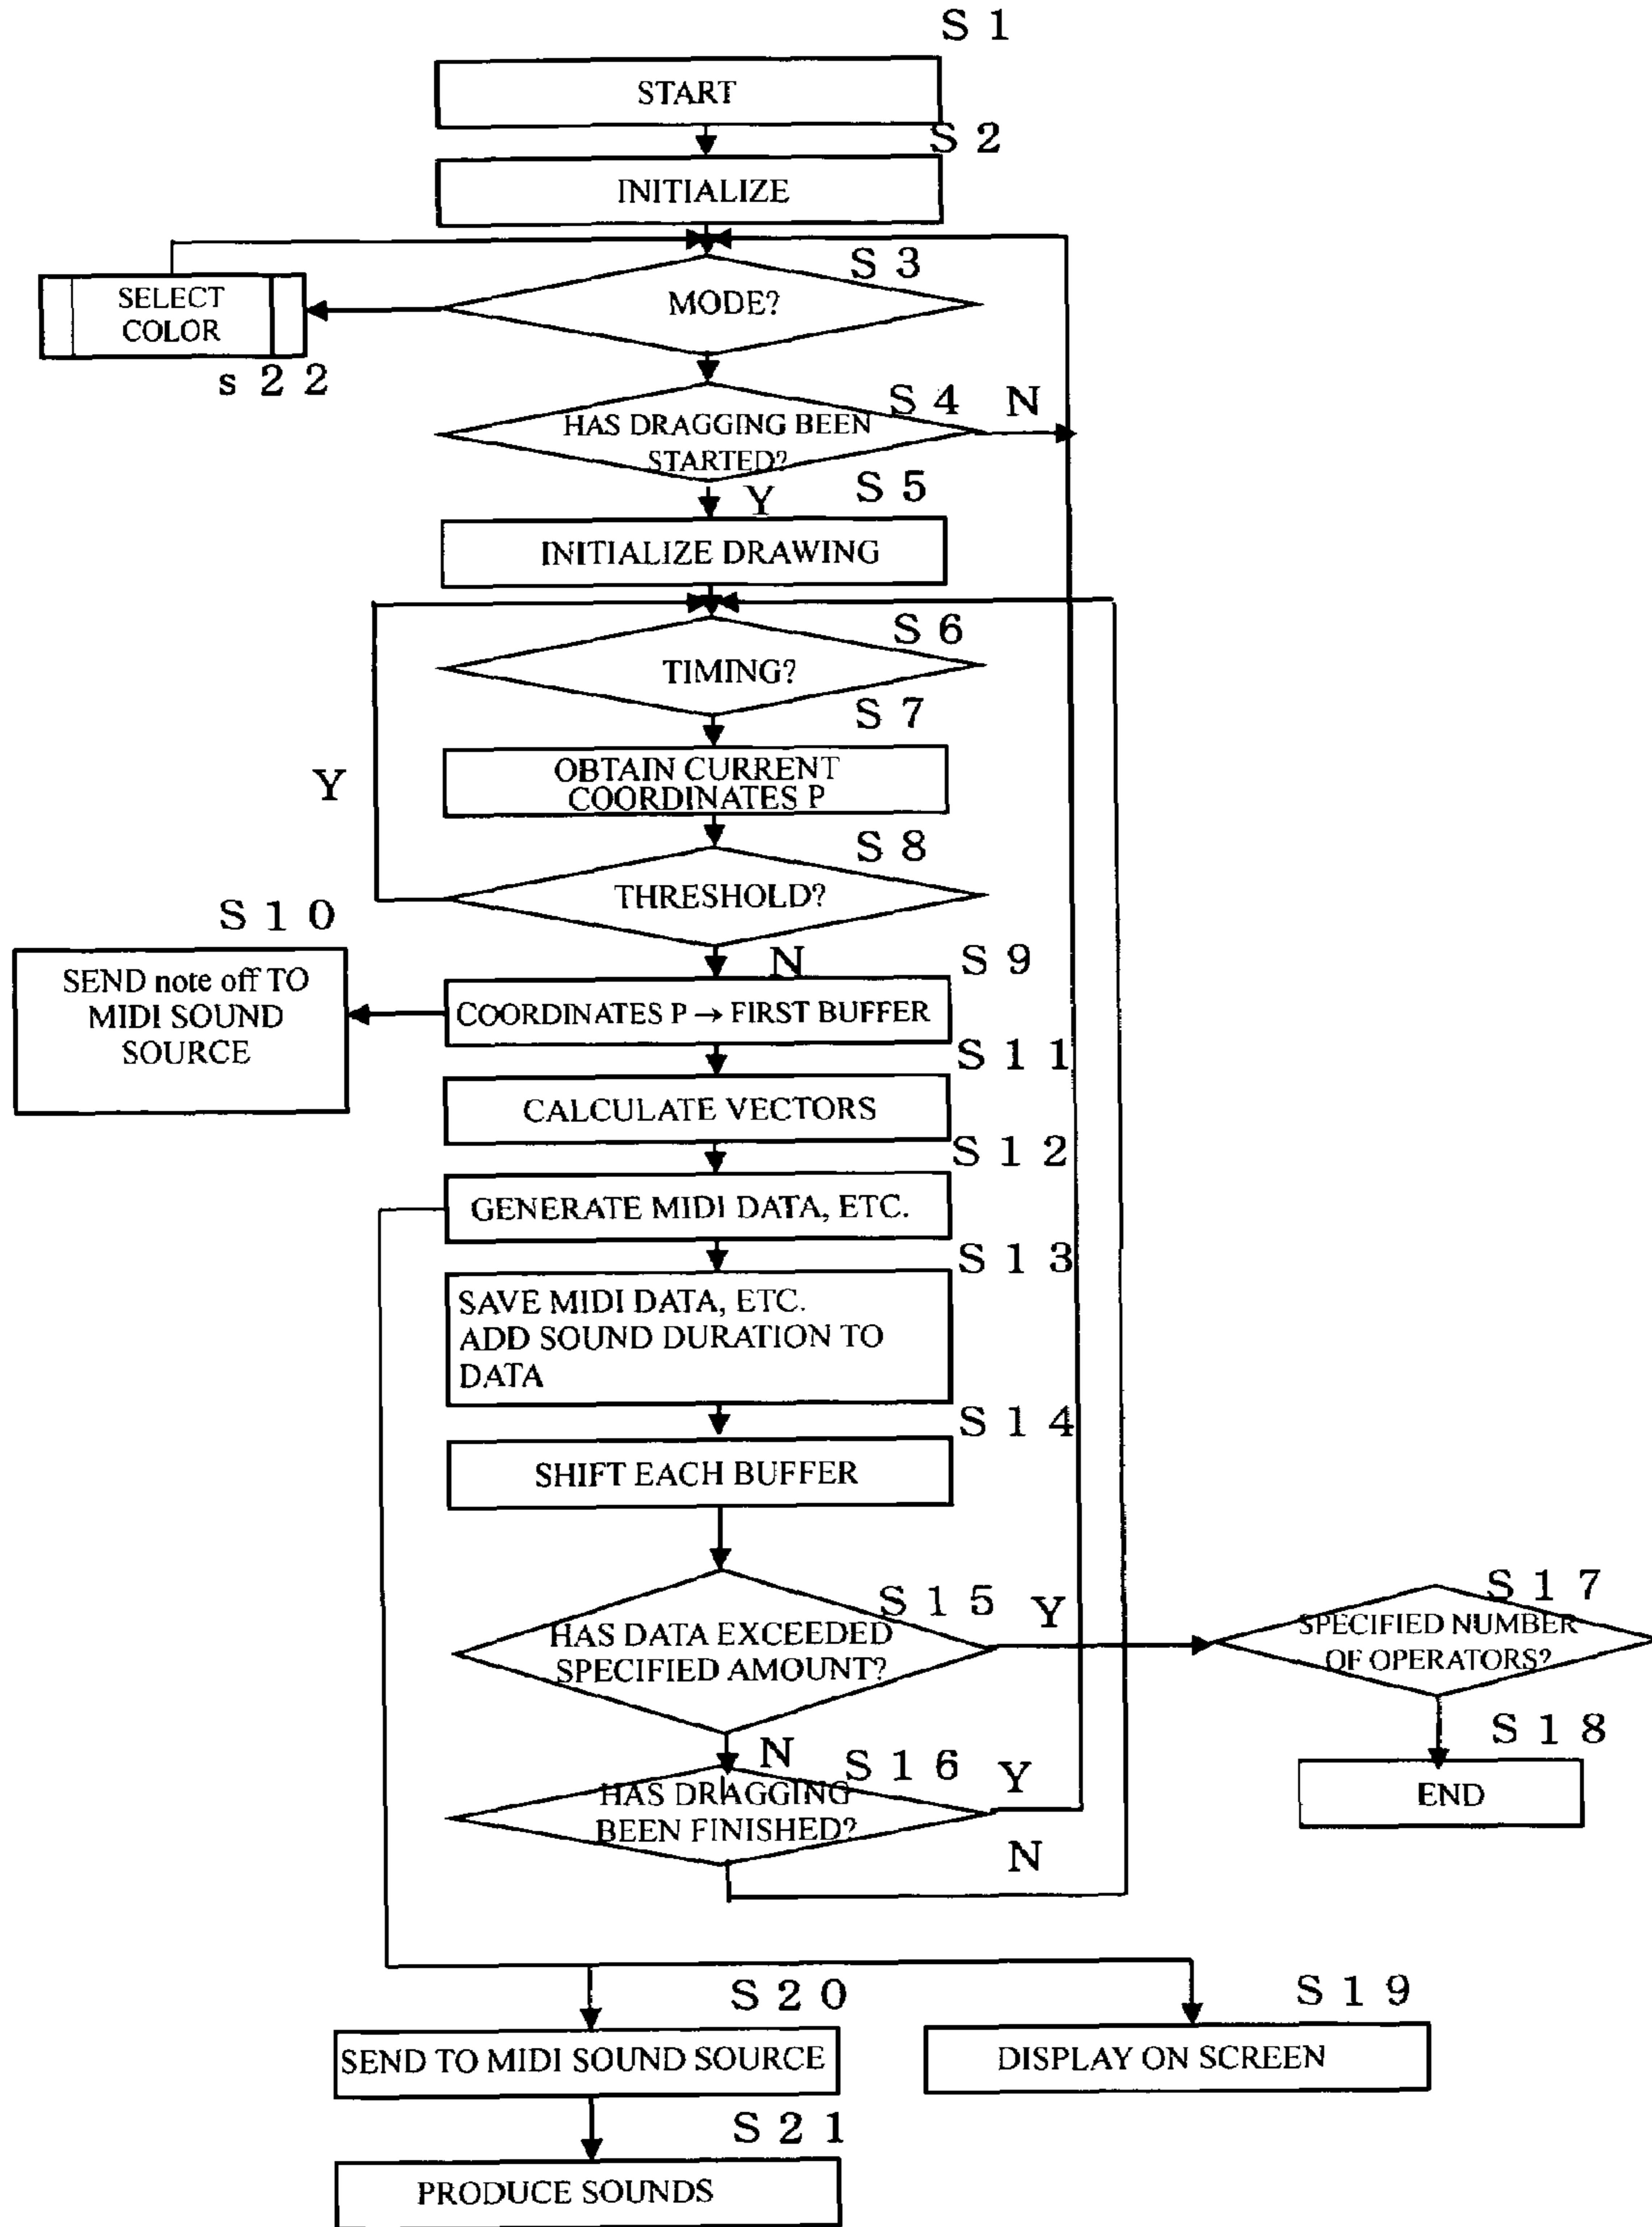 S 1
START
S 2
INITIALIZE
S 3
MODE?
SELECT
COLOR
s 2 2
S 4
N
HAS DRAGGING BEEN
STARTED?
Y
S 5
INITIALIZE DRAWING
S 6
TIMING?
S 7
OBTAIN CURRENT
COORDINATES P
Y
S 8
THRESHOLD?
N
S 1 0
SEND note off TO
MIDI SOUND
SOURCE
S 9
COORDINATES P → FIRST BUFFER
S 1 1
CALCULATE VECTORS
S 1 2
GENERATE MIDI DATA, ETC.
S 1 3
SAVE MIDI DATA, ETC.
ADD SOUND DURATION TO
DATA
S 1 4
SHIFT EACH BUFFER
S 1 5
Y
HAS DATA EXCEEDED
SPECIFIED AMOUNT?
S 1 7
SPECIFIED NUMBER
OF OPERATORS?
N
S 1 6
Y
HAS DRAGGING
BEEN FINISHED?
N
S 1 8
END
S 2 0
SEND TO MIDI SOUND SOURCE
S 1 9
DISPLAY ON SCREEN
S 2 1
PRODUCE SOUNDS